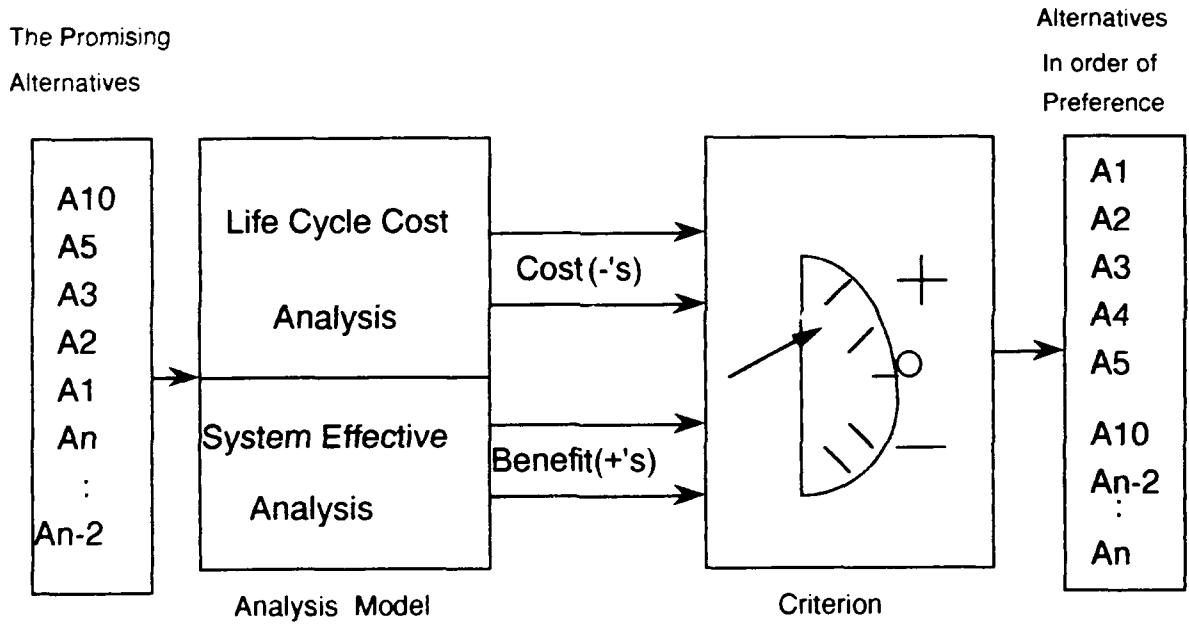 The Promising
Alternatives
A10
A5
A3
A2
A1
An
:
An-2
Life Cycle Cost
Analysis
System Effective
Analysis
Analysis Model
Cost(-'s)
Benefit(+'s)
+
O
—
Criterion
Alternatives
In order of
Preference
A1
A2
A3
A4
A5
A10
An-2
:
An